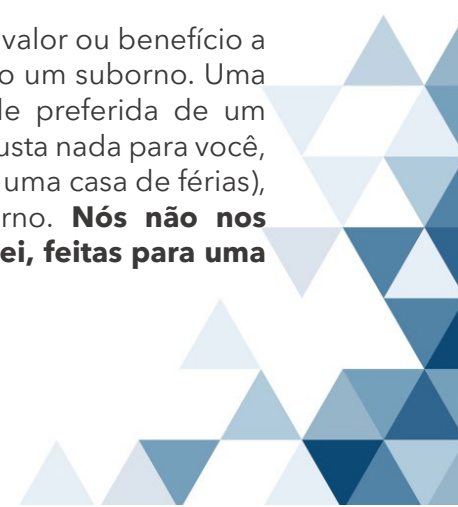 valor ou benefício a
o um suborno. Uma
le preferida de um
usta nada para você,
uma casa de férias),
rno. Nós não nos
ei, feitas para uma